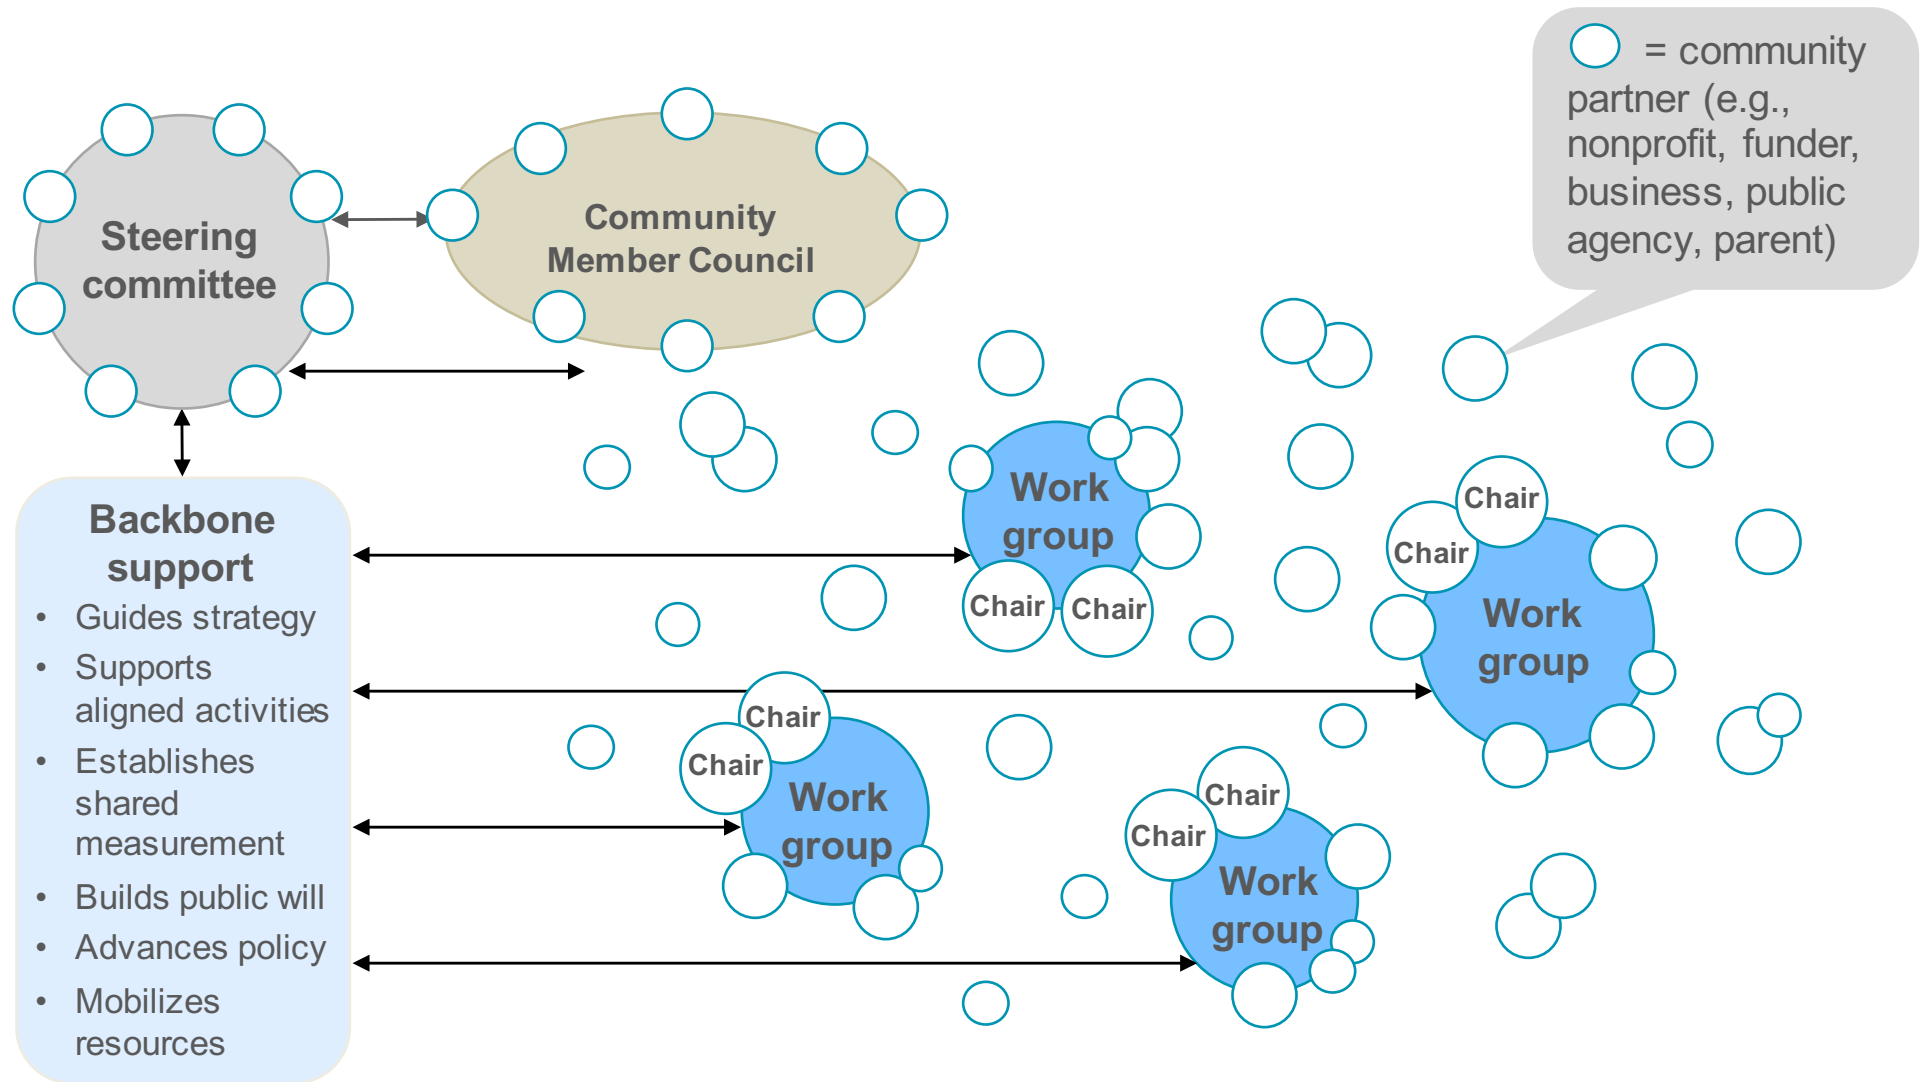 = community
partner (e.g.,
nonprofit, funder,
business, public
agency, parent)
Steering
committee
Community
Member Council
Backbone
support
• Guides strategy
• Supports
aligned activities
• Establishes
shared
measurement
• Builds public will
• Advances policy
• Mobilizes
resources
Work
group
Chair
Chair
Chair
Chair
Work
group
Chair
Chair
Work
group
Chair
Chair
Work
group